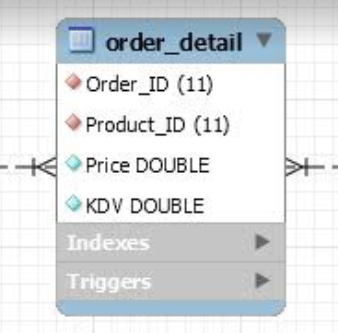 order_detail
Order_ID (11)
Product_ID (11)
Price DOUBLE
KDV DOUBLE
Indexes
Triggers